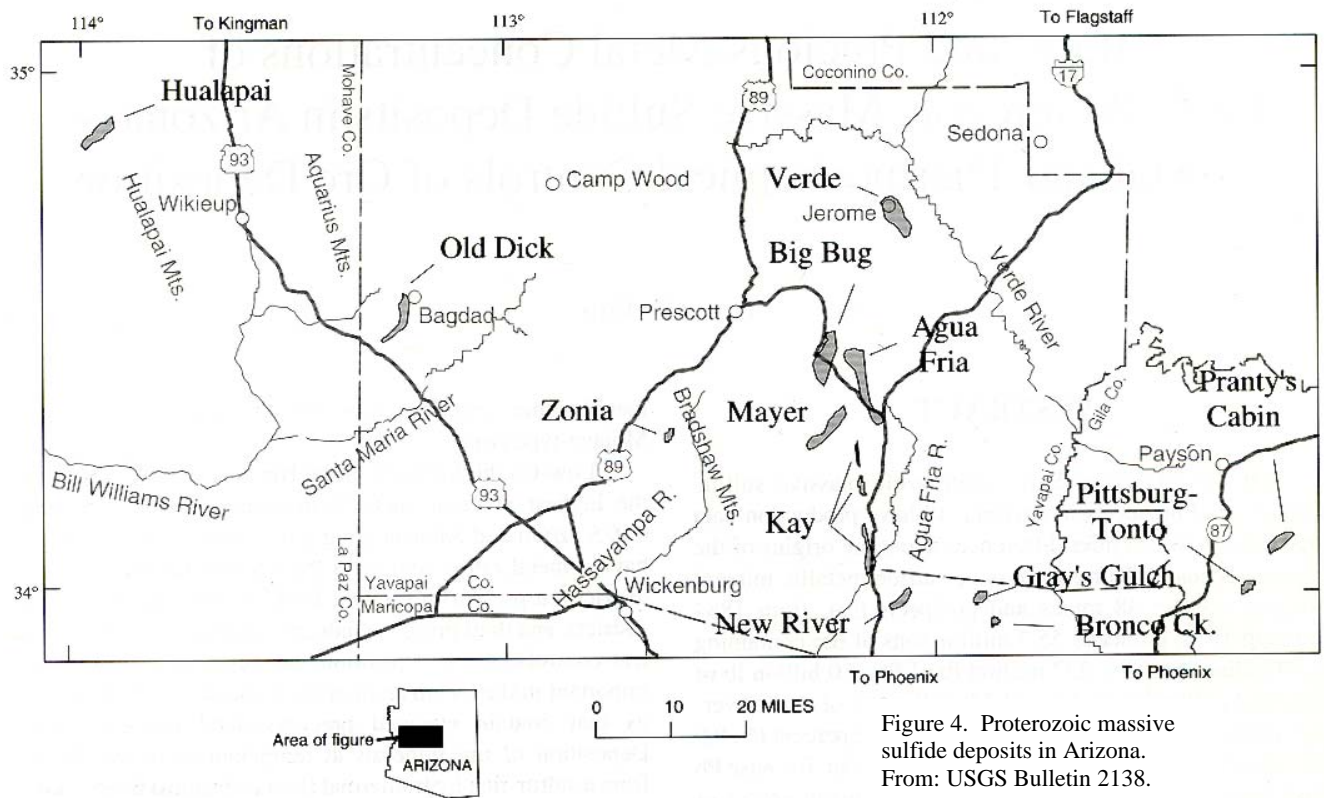 114°
To Kingman
113°
112°
To Flagstaff
35°
Hualapai
93
Wikieup
Hualapai Mts.
Aquarius Mts.
Mohave Co.
Camp Wood
Old Dick
Bagdad
89
Coconino Co.
17
Sedona
Verde
Jerome
Big Bug
Verde River
Prescott
Agua
Fria
Zonia
Mayer
Bradshaw Mts.
Santa Maria River
Bill Williams River
89
93
Hassayampa R.
Kay
Agua Fria R.
Gila Co.
Yavapai Co.
Pranty's
Cabin
Payson
Pittsburg-
Tonto
87
Gray's Gulch
Bronco Ck.
New River
34°
La Paz Co.
Yavapai Co.
Maricopa Co.
Wickenburg
To Phoenix
To Phoenix
0 10 20 MILES
Area of figure
ARIZONA
Figure 4. Proterozoic massive
sulfide deposits in Arizona.
From: USGS Bulletin 2138.